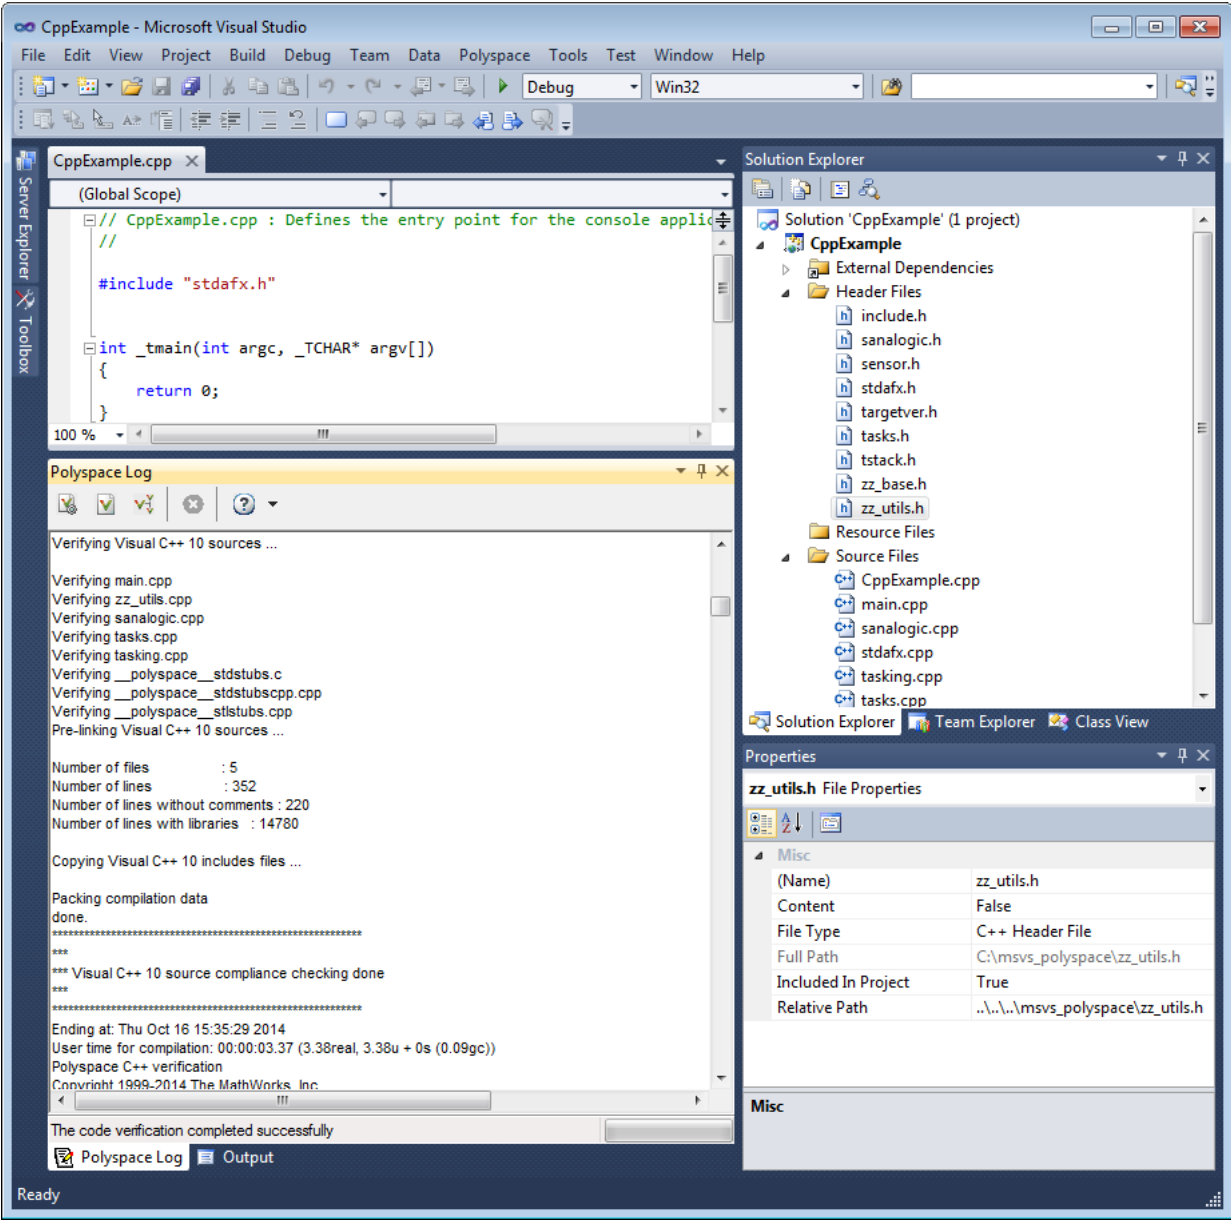 CppExample - Microsoft Visual Studio
File Edit View Project Build Debug Team Data Polyspace Tools Test Window Help
Debug Win32
Server Explorer
Toolbox
CppExample.cpp
(Global Scope)
// CppExample.cpp : Defines the entry point for the console applic
//
#include "stdafx.h"
int _tmain(int argc, _TCHAR* argv[])
{
return 0;
}
100 %
Polyspace Log
Verifying Visual C++ 10 sources ...
Verifying main.cpp
Verifying zz_utils.cpp
Verifying sanalogic.cpp
Verifying tasks.cpp
Verifying tasking.cpp
Verifying __polyspace__stdstubs.c
Verifying __polyspace__stdstubscpp.cpp
Verifying __polyspace__stlstubs.cpp
Pre-linking Visual C++ 10 sources ...
Number of files : 5
Number of lines : 352
Number of lines without comments : 220
Number of lines with libraries : 14780
Copying Visual C++ 10 includes files ...
Packing compilation data
done.
**************************************************************
***
*** Visual C++ 10 source compliance checking done
***
**************************************************************
Ending at: Thu Oct 16 15:35:29 2014
User time for compilation: 00:00:03.37 (3.38real, 3.38u + 0s (0.09gc))
Polyspace C++ verification
Copyright 1999-2014 The MathWorks, Inc.
The code verification completed successfully
Polyspace Log Output
Ready
Solution Explorer
Solution 'CppExample' (1 project)
CppExample
External Dependencies
Header Files
include.h
sanalogic.h
sensor.h
stdafx.h
targetver.h
tasks.h
tstack.h
zz_base.h
zz_utils.h
Resource Files
Source Files
CppExample.cpp
main.cpp
sanalogic.cpp
stdafx.cpp
tasking.cpp
tasks.cpp
Solution Explorer Team Explorer Class View
Properties
zz_utils.h File Properties
Misc
(Name) zz_utils.h
Content False
File Type C++ Header File
Full Path C:\msvs_polyspace\zz_utils.h
Included In Project True
Relative Path ..\..\..\msvs_polyspace\zz_utils.h
Misc